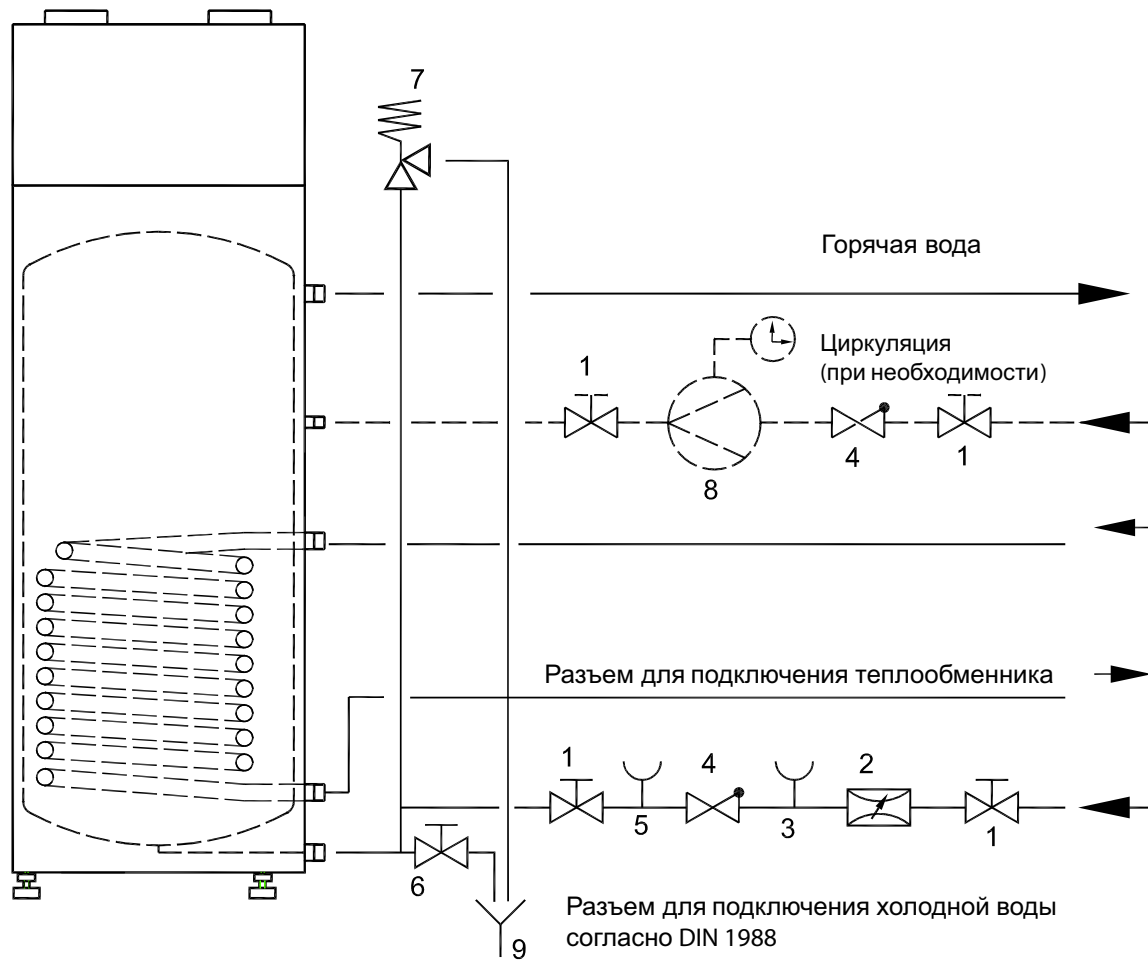 7
Горячая вода
Циркуляция
(при необходимости)
1
4
1
8
Разъем для подключения теплообменника
1
4
2
5
3
1
6
Разъем для подключения холодной воды
согласно DIN 1988
9